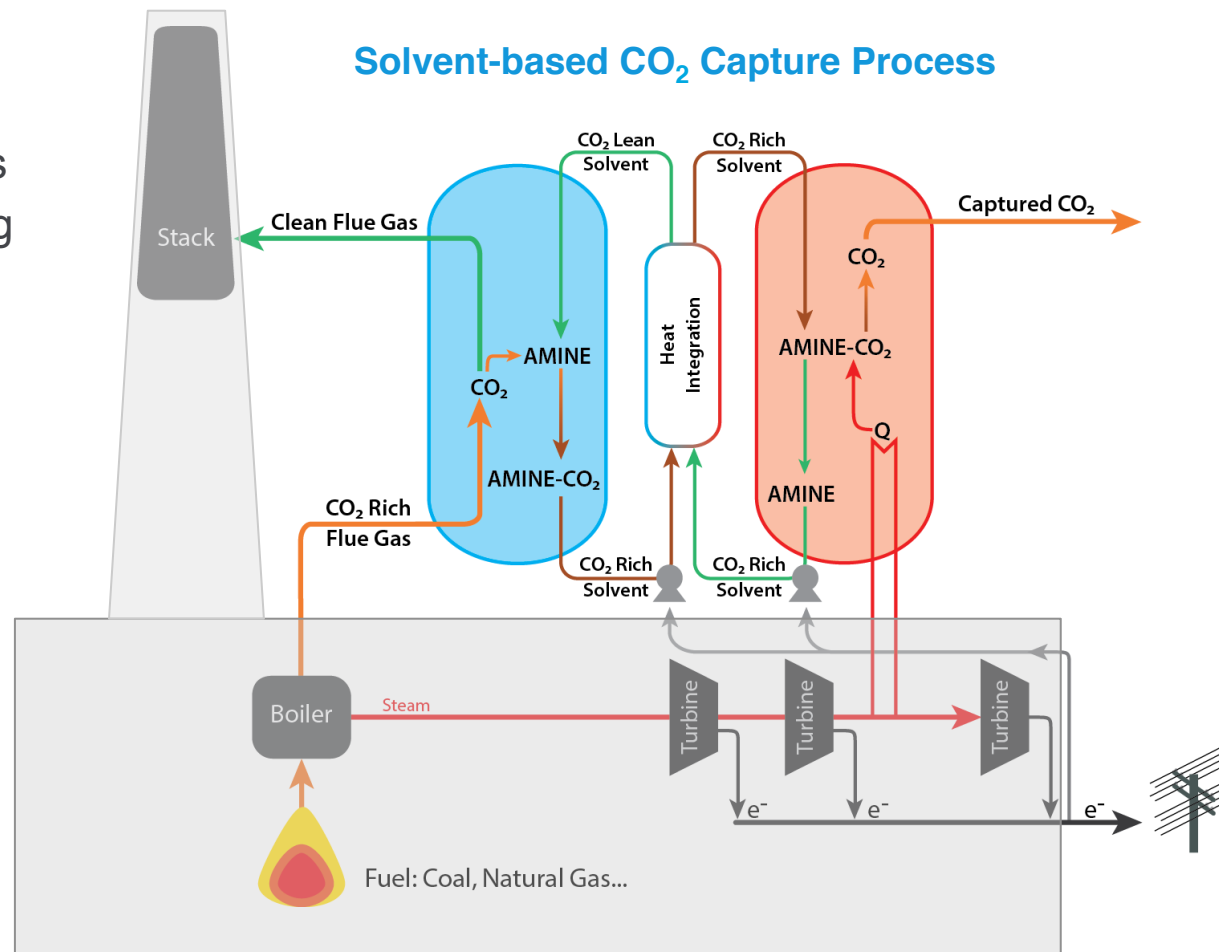 Solvent-based CO₂ Capture Process
s
g
CO₂ Lean
Solvent
CO₂ Rich
Solvent
Stack
Clean Flue Gas
Captured CO₂
CO₂
Heat
Integration
AMINE
CO₂
AMINE-CO₂
Q
AMINE-CO₂
AMINE
CO₂ Rich
Flue Gas
CO₂ Rich
Solvent
CO₂ Rich
Solvent
Boiler
Steam
Turbine
Turbine
Turbine
e⁻
e⁻
e⁻
Fuel: Coal, Natural Gas...